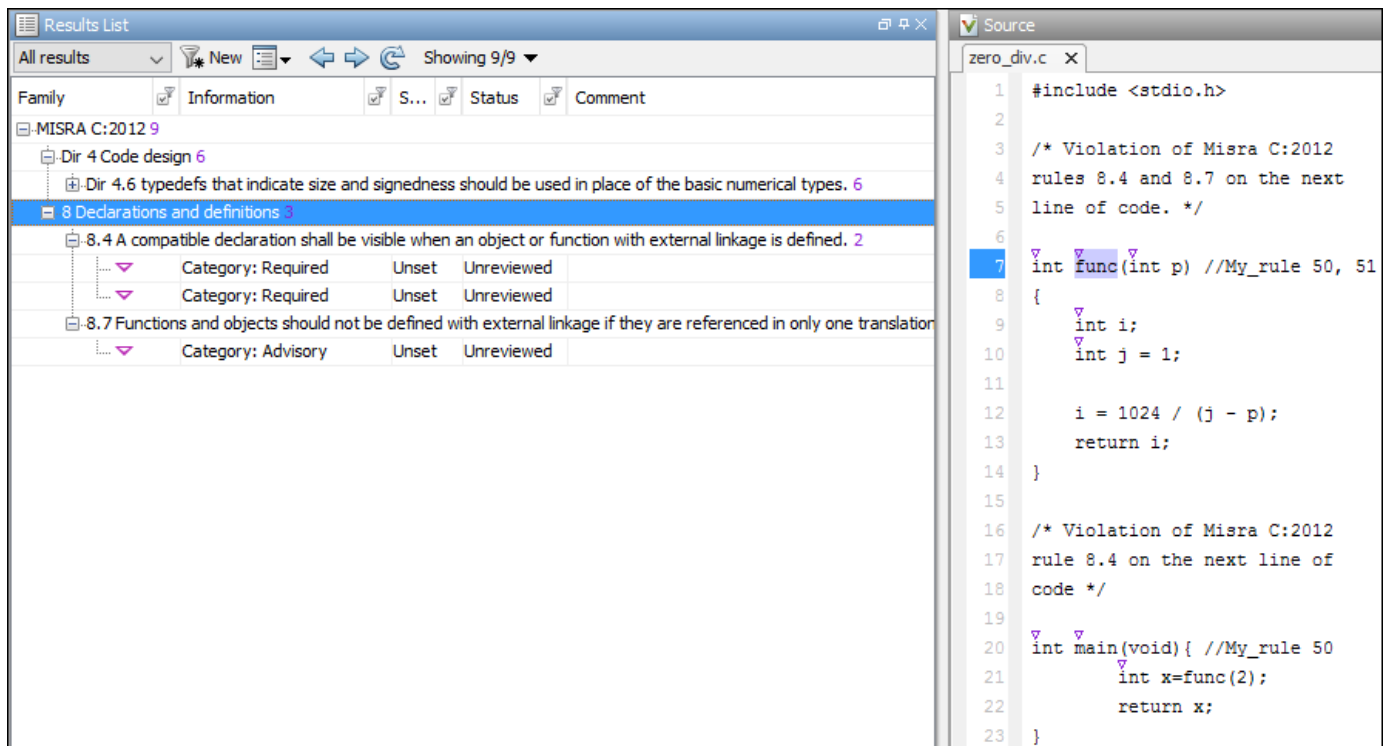 Results List
All results New Showing 9/9
Family Information S... Status Comment
MISRA C:2012 9
Dir 4 Code design 6
Dir 4.6 typedefs that indicate size and signedness should be used in place of the basic numerical types. 6
8 Declarations and definitions 3
8.4 A compatible declaration shall be visible when an object or function with external linkage is defined. 2
Category: Required Unset Unreviewed
Category: Required Unset Unreviewed
8.7 Functions and objects should not be defined with external linkage if they are referenced in only one translation
Category: Advisory Unset Unreviewed
Source
zero_div.c X
1 #include <stdio.h>
2
3 /* Violation of Misra C:2012
4 rules 8.4 and 8.7 on the next
5 line of code. */
6
7 int func(int p) //My_rule 50, 51
8 {
9 int i;
10 int j = 1;
11
12 i = 1024 / (j - p);
13 return i;
14 }
15
16 /* Violation of Misra C:2012
17 rule 8.4 on the next line of
18 code */
19
20 int main(void){ //My_rule 50
21 int x=func(2);
22 return x;
23 }